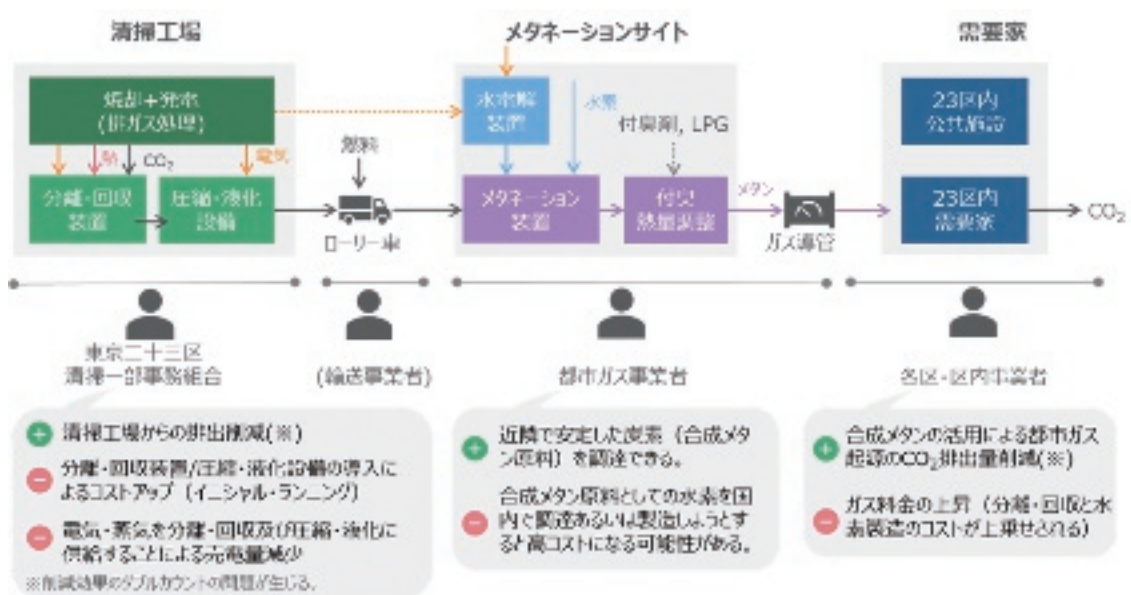 清掃工場
メタネーションサイト
需要家
焼却+発電
(排ガス処理)
水電解
装置
水素
付臭剤, LPG
23区内
公共施設
熱
CO₂
電気
燃料
分離・回収
装置
圧縮・液化
設備
ローリー車
メタネーション
装置
付臭
熱量調整
メタン
ガス導管
23区内
需要家
CO₂
東京二十三区
清掃一部事務組合
(輸送事業者)
都市ガス事業者
各区・区内事業者
清掃工場からの排出削減(※)
分離・回収装置/圧縮・液化設備の導入に
よるコストアップ(イニシャル・ランニング)
電気・蒸気を分離・回収及び圧縮・液化に
供給することによる売電量減少
※削減効果のダブルカウントの問題が生じる。
近隣で安定した炭素(合成メタ
ン原料)を調達できる。
合成メタン原料としての水素を国
内で調達あるいは製造しようとす
ると高コストになる可能性がある。
合成メタンの活用による都市ガス
起源のCO₂排出量削減(※)
ガス料金の上昇(分離・回収と水
素製造のコストが上乗せされる)